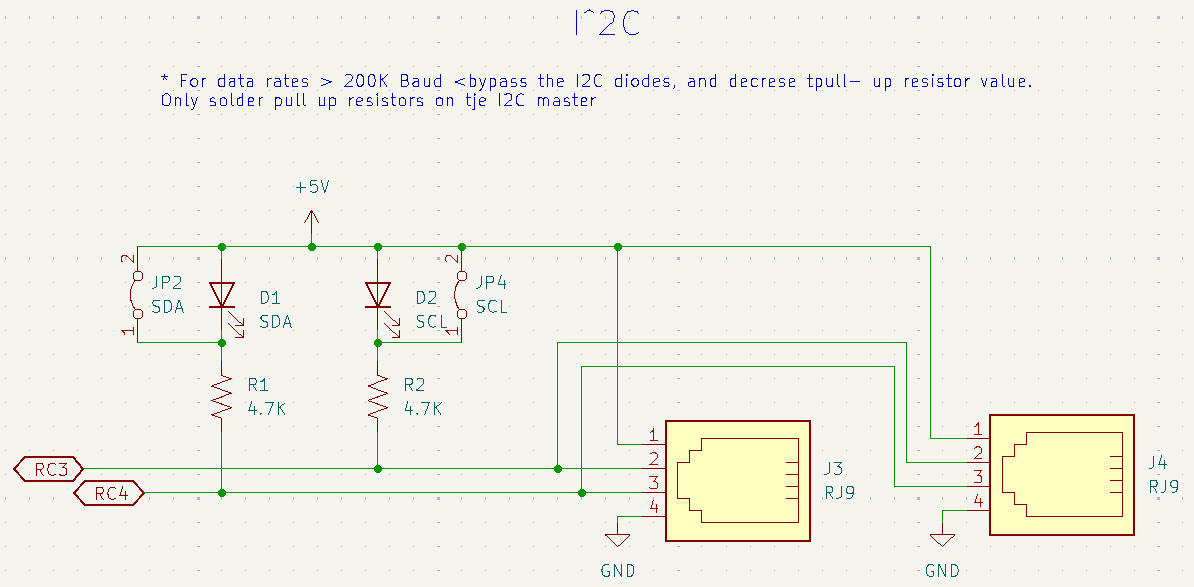 I^2C
* For data rates > 200K Baud <bypass the I2C diodes, and decrese tpull- up resistor value.
Only solder pull up resistors on tje I2C master
+5V
2
2
JP2
SDA
D1
SDA
D2
SCL
JP4
SCL
1
1
R1
4.7K
R2
4.7K
RC3
RC4
1
2
3
4
J3
RJ9
1
2
3
4
J4
RJ9
GND
GND